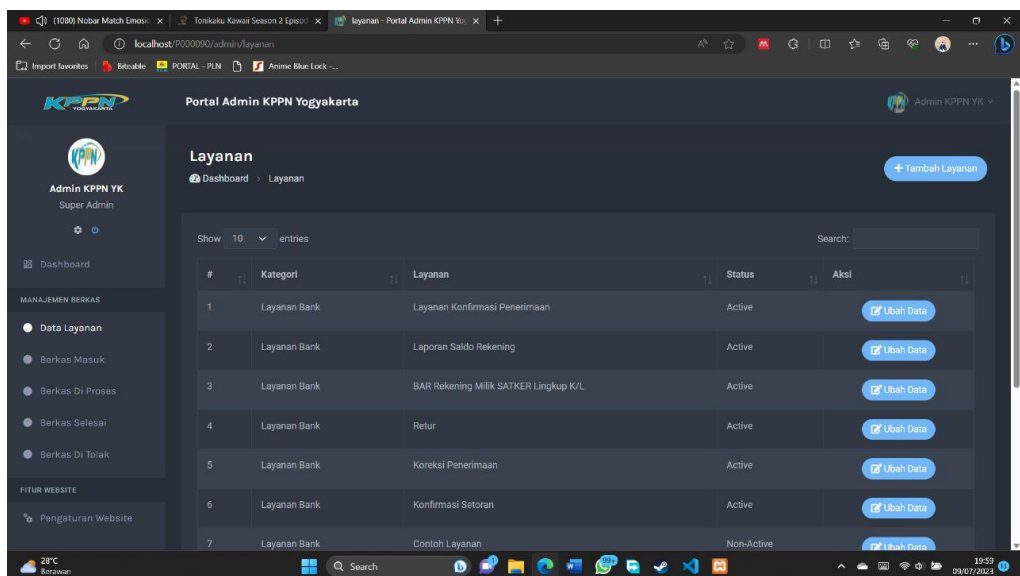 (1080) Nobar Match Emosi
Tonikaku Kawaii Season 2 Episod
layanan - Portal Admin KPPN Yo
localhost/P000090/admin/layanan
Import favorites
Biteable
PORTAL - PLN
Anime Blue Lock -...
KPPN
YOGYAKARTA
Portal Admin KPPN Yogyakarta
Admin KPPN YK
KPPN
Admin KPPN YK
Super Admin
Layanan
Dashboard > Layanan
+ Tambah Layanan
Dashboard
MANAJEMEN BERKAS
Data Layanan
Berkas Masuk
Berkas Di Proses
Berkas Selesai
Berkas Di Tolak
FITUR WEBSITE
Pengaturan Website
Show 10 entries
Search:
# Kategori Layanan Status Aksi
1 Layanan Bank Layanan Konfirmasi Penerimaan Active Ubah Data
2 Layanan Bank Laporan Saldo Rekening Active Ubah Data
3 Layanan Bank BAR Rekening Milik SATKER Lingkup K/L Active Ubah Data
4 Layanan Bank Retur Active Ubah Data
5 Layanan Bank Koreksi Penerimaan Active Ubah Data
6 Layanan Bank Konfirmasi Setoran Active Ubah Data
7 Layanan Bank Contoh Layanan Non-Active Ubah Data
28°C
Berawan
Search
99+
19:59
09/07/2023